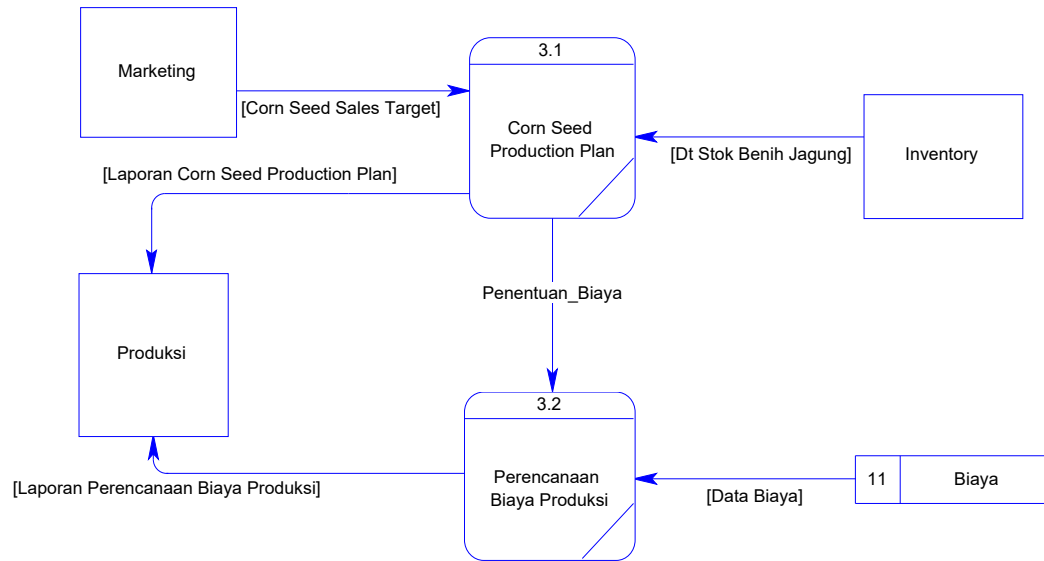 3.1
Marketing
[Corn Seed Sales Target]
Corn Seed
Production Plan
[Dt Stok Benih Jagung]
Inventory
[Laporan Corn Seed Production Plan]
Penentuan_Biaya
Produksi
3.2
Perencanaan
Biaya Produksi
[Laporan Perencanaan Biaya Produksi]
[Data Biaya]
11
Biaya